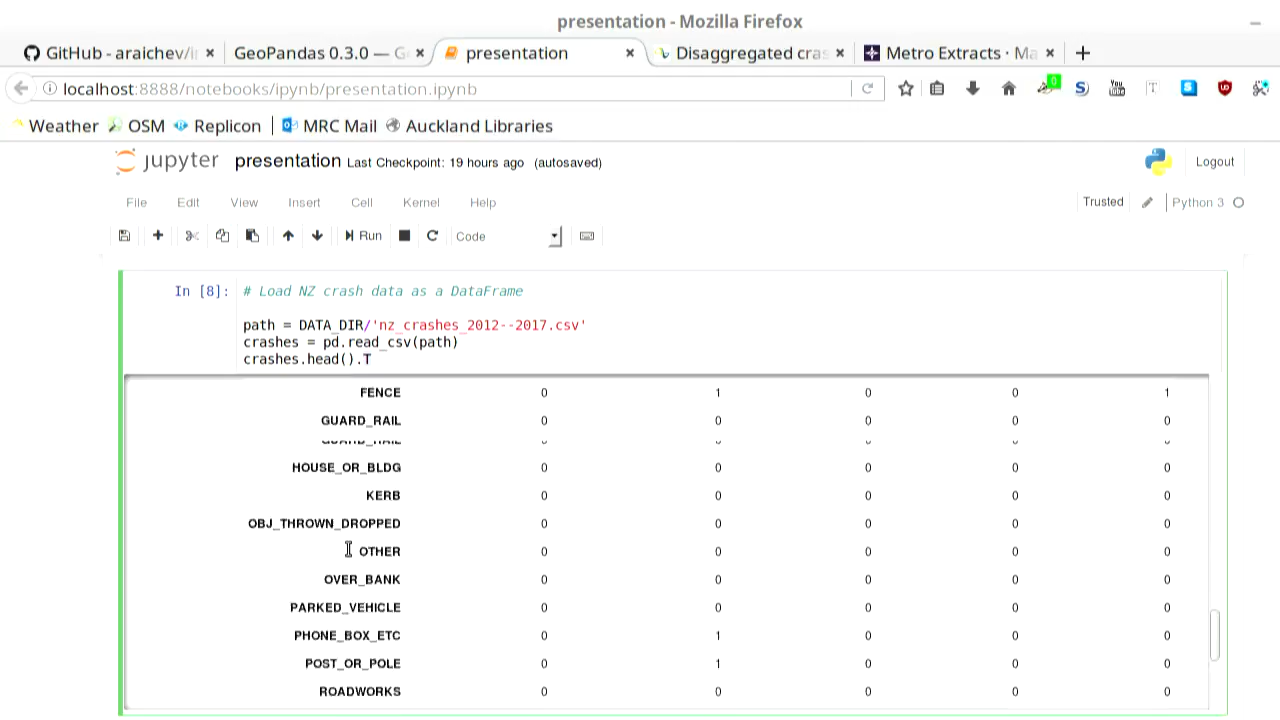 presentation - Mozilla Firefox
GitHub - araichev/i × GeoPandas 0.3.0 — G × presentation × Disaggregated cras × Metro Extracts · Ma × +
localhost:8888/notebooks/ipynb/presentation.ipynb
Weather OSM Replicon MRC Mail Auckland Libraries
jupyter presentation Last Checkpoint: 19 hours ago (autosaved) Logout
File Edit View Insert Cell Kernel Help Trusted Python 3
Run Code
In [8]: # Load NZ crash data as a DataFrame
path = DATA_DIR/'nz_crashes_2012--2017.csv'
crashes = pd.read_csv(path)
crashes.head().T
FENCE 0 1 0 0 1
GUARD_RAIL 0 0 0 0 0
HOUSE_OR_BLDG 0 0 0 0 0
KERB 0 0 0 0 0
OBJ_THROWN_DROPPED 0 0 0 0 0
OTHER 0 0 0 0 0
OVER_BANK 0 0 0 0 0
PARKED_VEHICLE 0 0 0 0 0
PHONE_BOX_ETC 0 1 0 0 0
POST_OR_POLE 0 1 0 0 0
ROADWORKS 0 0 0 0 0